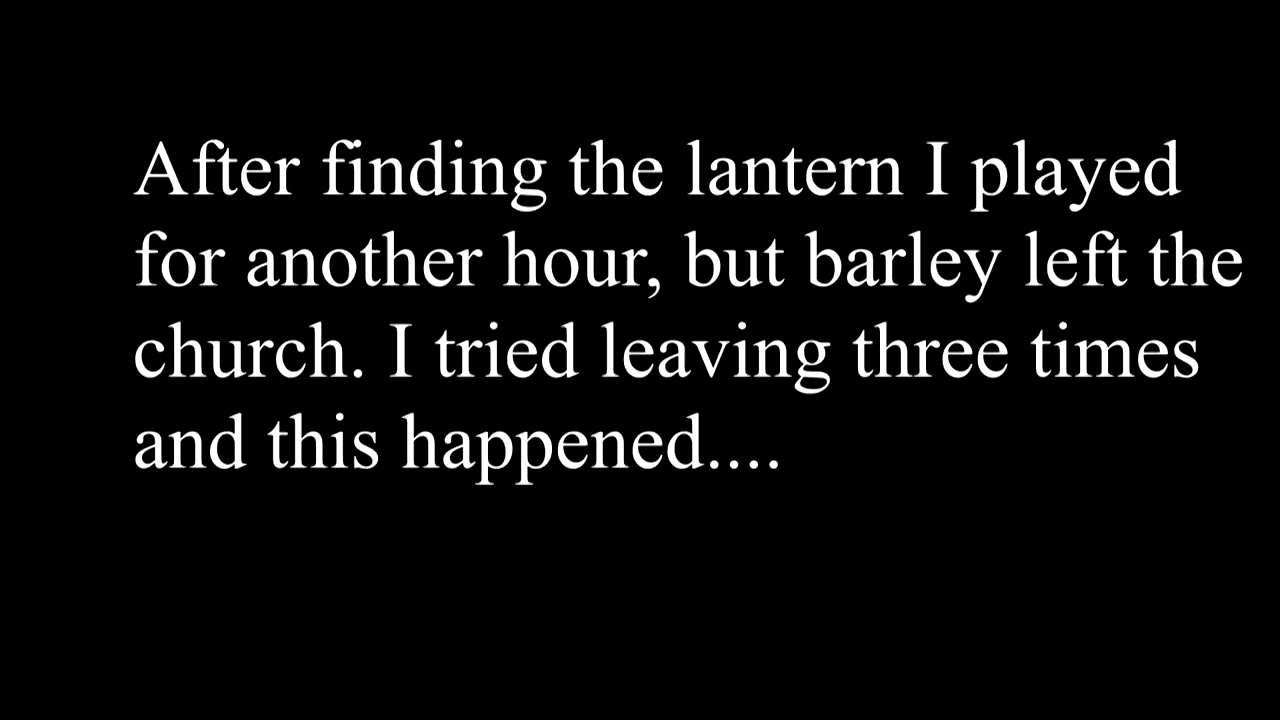 After finding the lantern I played
for another hour, but barley left the
church. I tried leaving three times
and this happened....